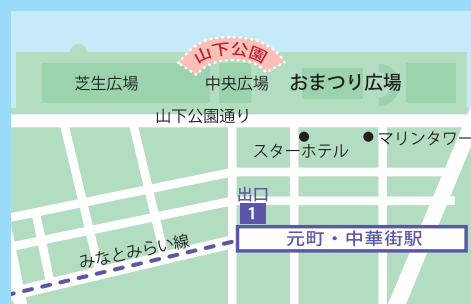 山下公園
芝生広場
中央広場
おまつり広場
山下公園通り
スターホテル
マリンタワー
出口
1
みなとみらい線
元町・中華街駅